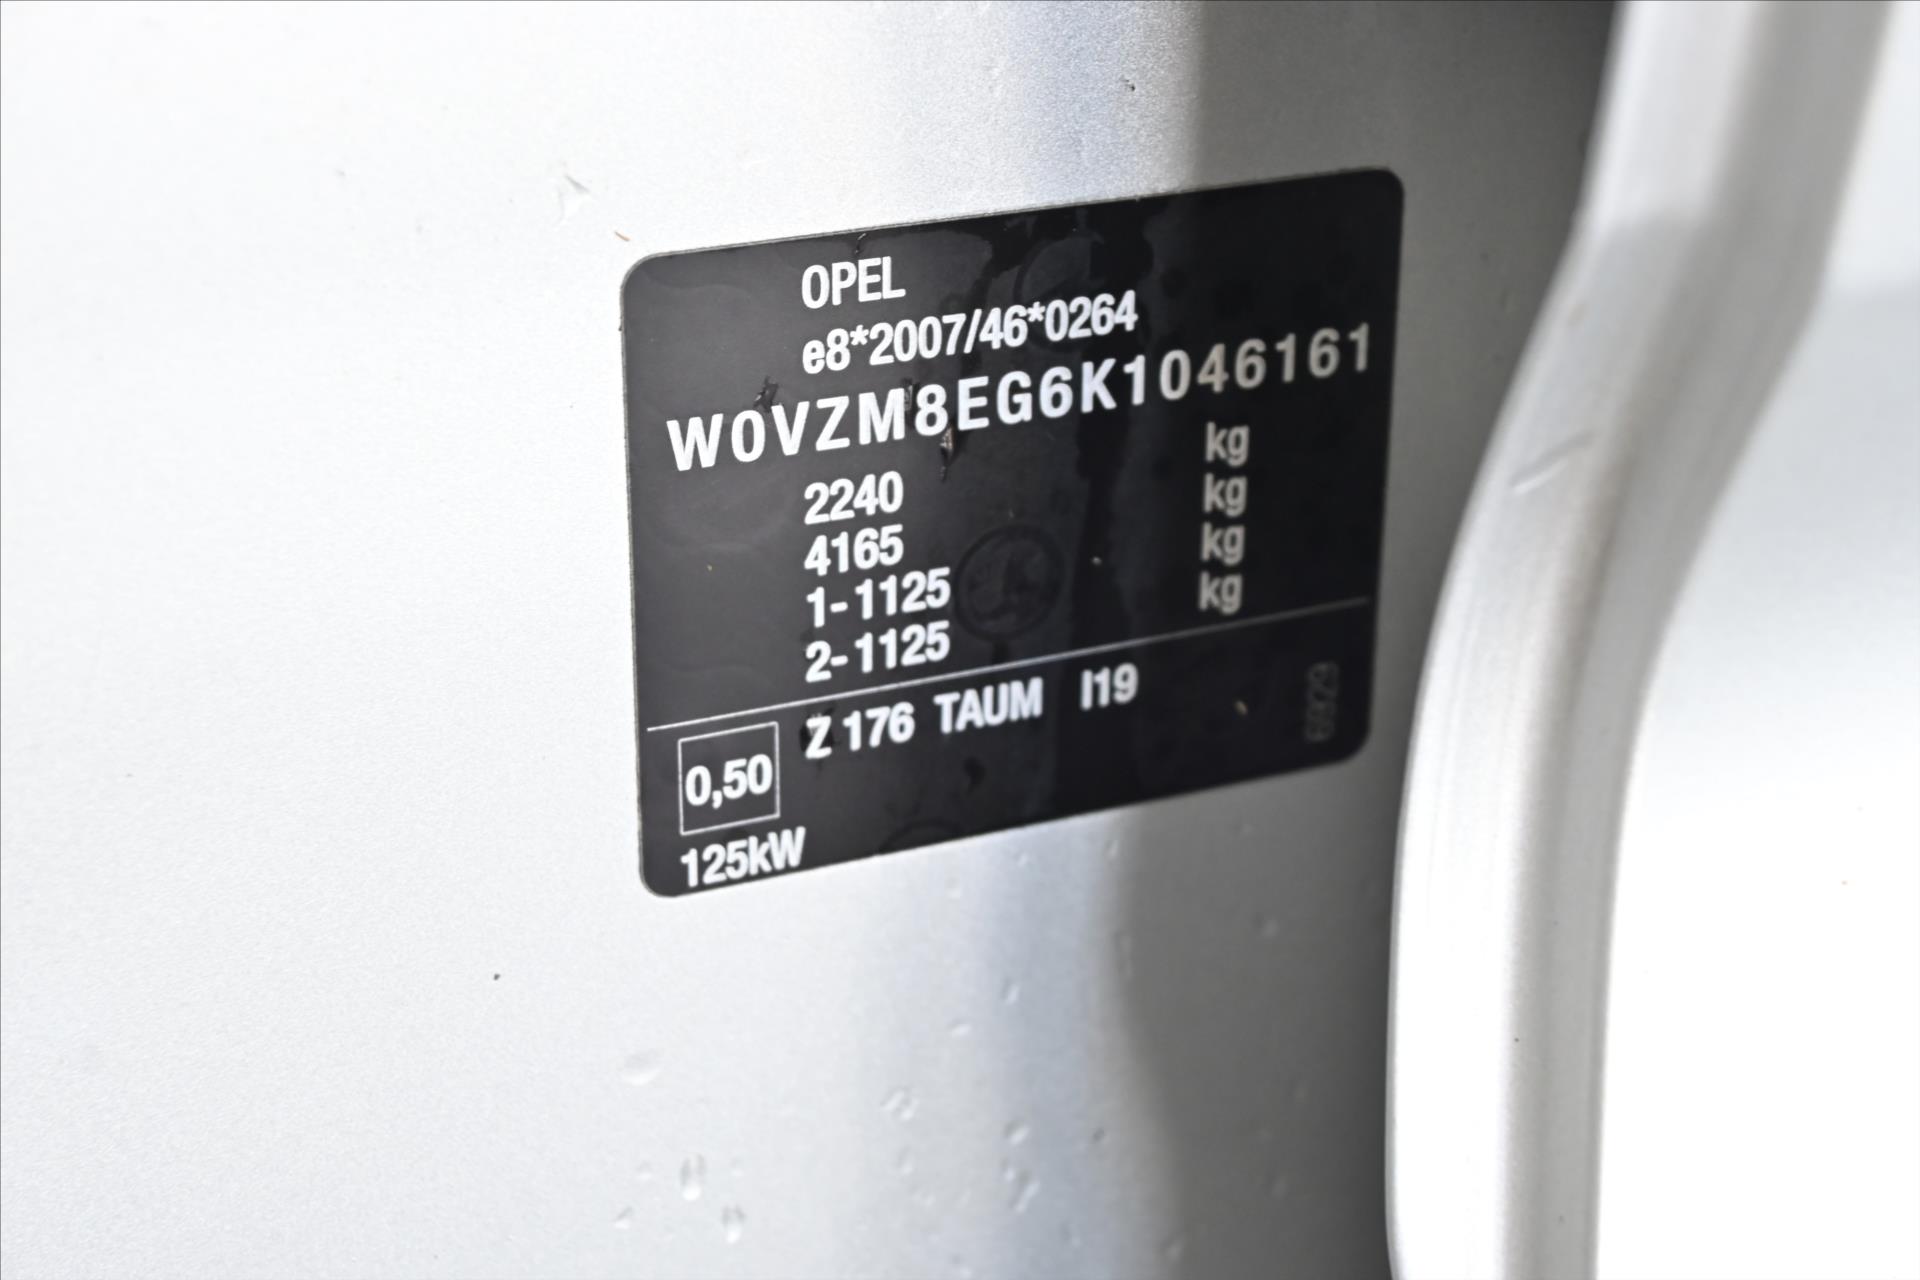 OPEL
e8*2007/46*0264
W0VZM8EG6K1046161
2240 kg
4165 kg
1-1125 kg
2-1125 kg
Z 176 TAUM I19
0,50
125kW
6929